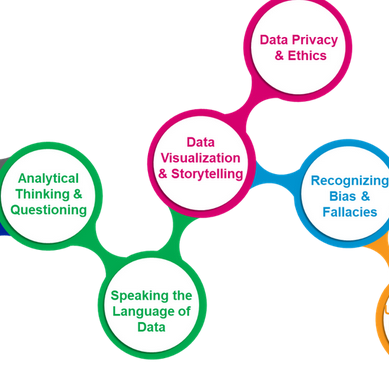 Data Privacy
& Ethics
Data
Visualization
& Storytelling
Analytical
Thinking &
Questioning
Recognizing
Bias &
Fallacies
Speaking the
Language of
Data